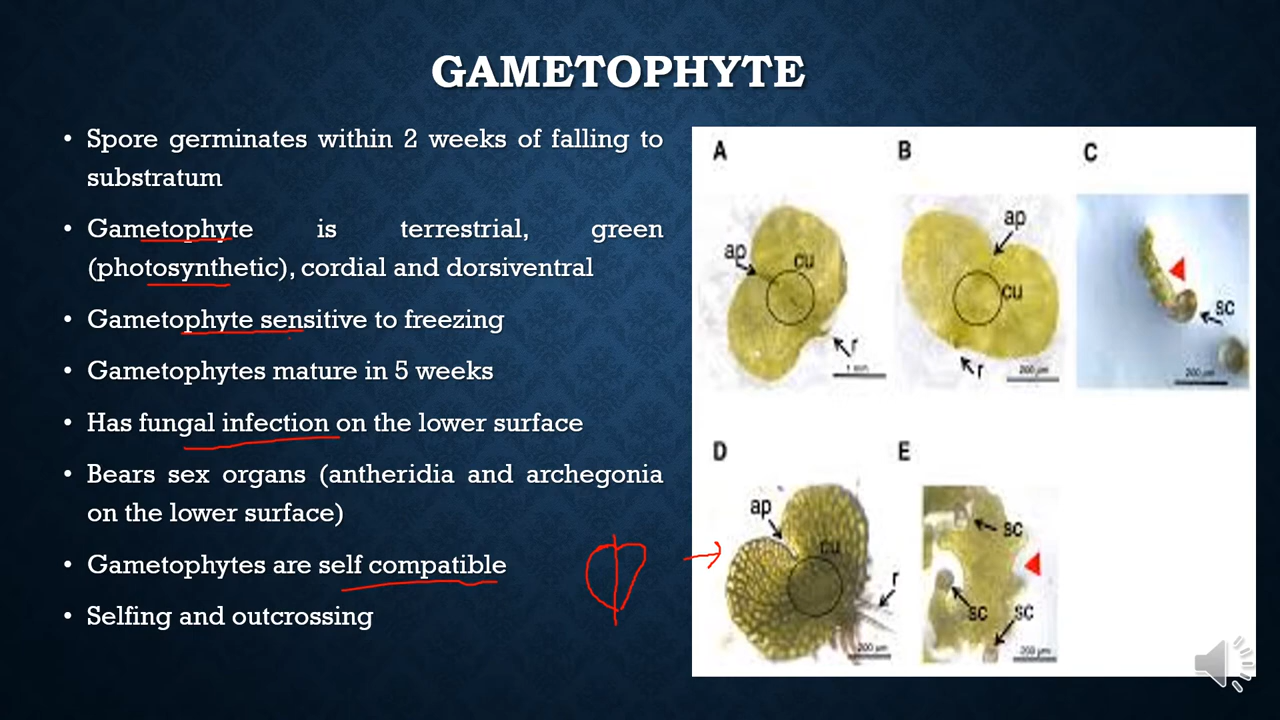 GAMETOPHYTE
• Spore germinates within 2 weeks of falling to
substratum
• Gametophyte is terrestrial, green
(photosynthetic), cordial and dorsiventral
• Gametophyte sensitive to freezing
• Gametophytes mature in 5 weeks
• Has fungal infection on the lower surface
• Bears sex organs (antheridia and archegonia
on the lower surface)
• Gametophytes are self compatible
• Selfing and outcrossing
A
ap
cu
r
1 mm
B
ap
cu
r
200 µm
C
sc
200 µm
D
ap
cu
r
200 µm
E
sc
sc
sc
200 µm